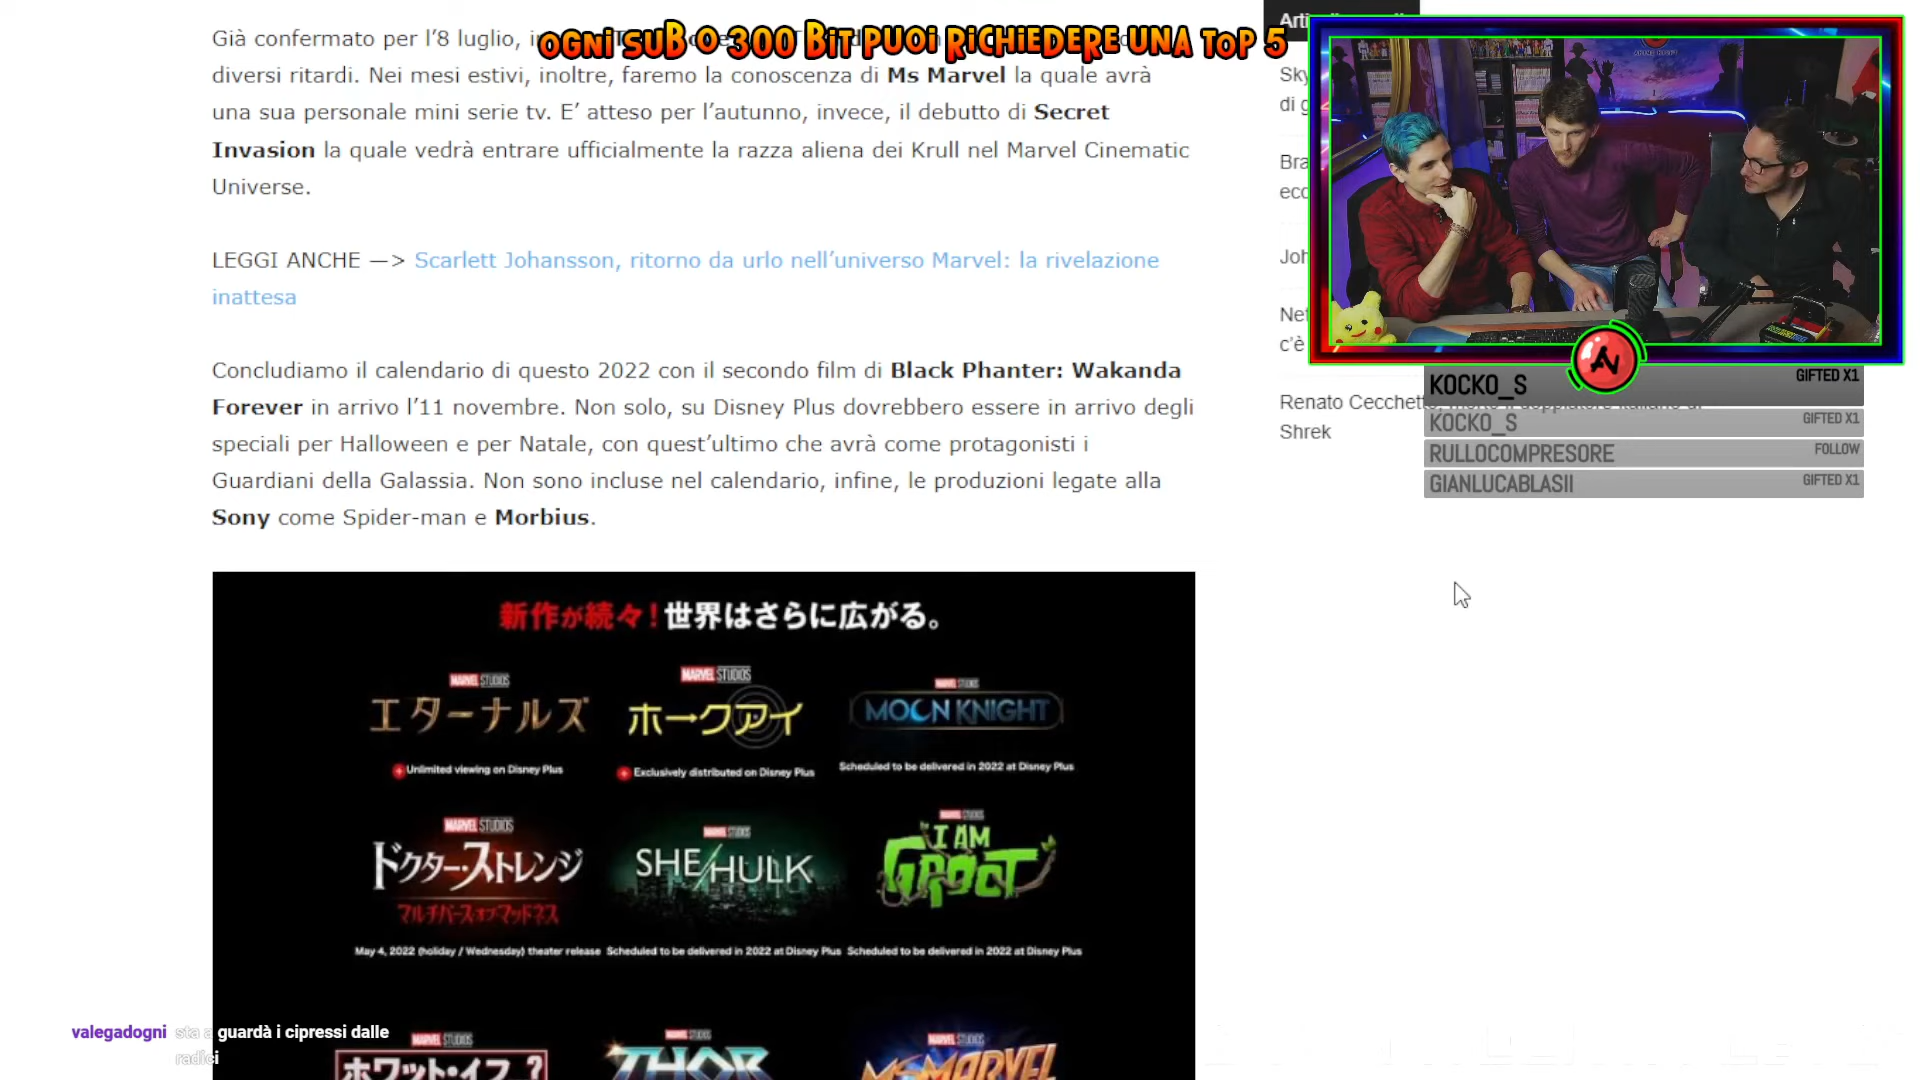 OGNI SUB O 300 BIT PUOI RICHIEDERE UNA TOP 5
Già confermato per l'8 luglio,
diversi ritardi. Nei mesi estivi, inoltre, faremo la conoscenza di Ms Marvel la quale avrà
una sua personale mini serie tv. E' atteso per l'autunno, invece, il debutto di Secret
Invasion la quale vedrà entrare ufficialmente la razza aliena dei Krull nel Marvel Cinematic
Universe.
LEGGI ANCHE —> Scarlett Johansson, ritorno da urlo nell'universo Marvel: la rivelazione
inattesa
Concludiamo il calendario di questo 2022 con il secondo film di Black Phanter: Wakanda
Forever in arrivo l'11 novembre. Non solo, su Disney Plus dovrebbero essere in arrivo degli
speciali per Halloween e per Natale, con quest'ultimo che avrà come protagonisti i
Guardiani della Galassia. Non sono incluse nel calendario, infine, le produzioni legate alla
Sony come Spider-man e Morbius.
新作が続々！世界はさらに広がる。
MARVEL STUDIOS
エターナルズ
Unlimited viewing on Disney Plus
MARVEL STUDIOS
ホークアイ
Exclusively distributed on Disney Plus
MARVEL STUDIOS
MOON KNIGHT
Scheduled to be delivered in 2022 at Disney Plus
MARVEL STUDIOS
ドクター・ストレンジ
マルチバース・オブ・マッドネス
May 4, 2022 (holiday / Wednesday) theater release
MARVEL STUDIOS
SHE/HULK
Scheduled to be delivered in 2022 at Disney Plus
MARVEL STUDIOS
I AM
GROOT
Scheduled to be delivered in 2022 at Disney Plus
MARVEL STUDIOS
ホワット・イフ…?
MARVEL STUDIOS
THOR
MARVEL STUDIOS
MS MARVEL
Sky
di g
Bra
Joh
Net
c'è
Renato Cecchetto,
Shrek
KOCKO_S GIFTED X1
KOCKO_S GIFTED X1
RULLOCOMPRESORE FOLLOW
GIANLUCABLASII GIFTED X1
valegadogni sta a guardà i cipressi dalle
radici